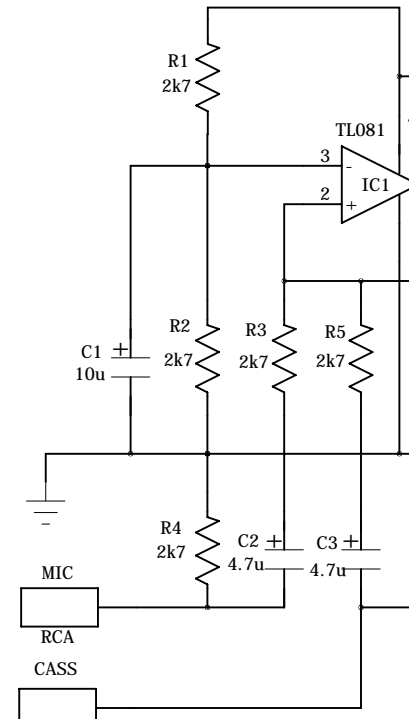 R1
2k7
TL081
3
-
IC1
2
+
R2
2k7
R3
2k7
R5
2k7
C1
+
10u
R4
2k7
C2
+
4.7u
C3
+
4.7u
MIC
RCA
CASS